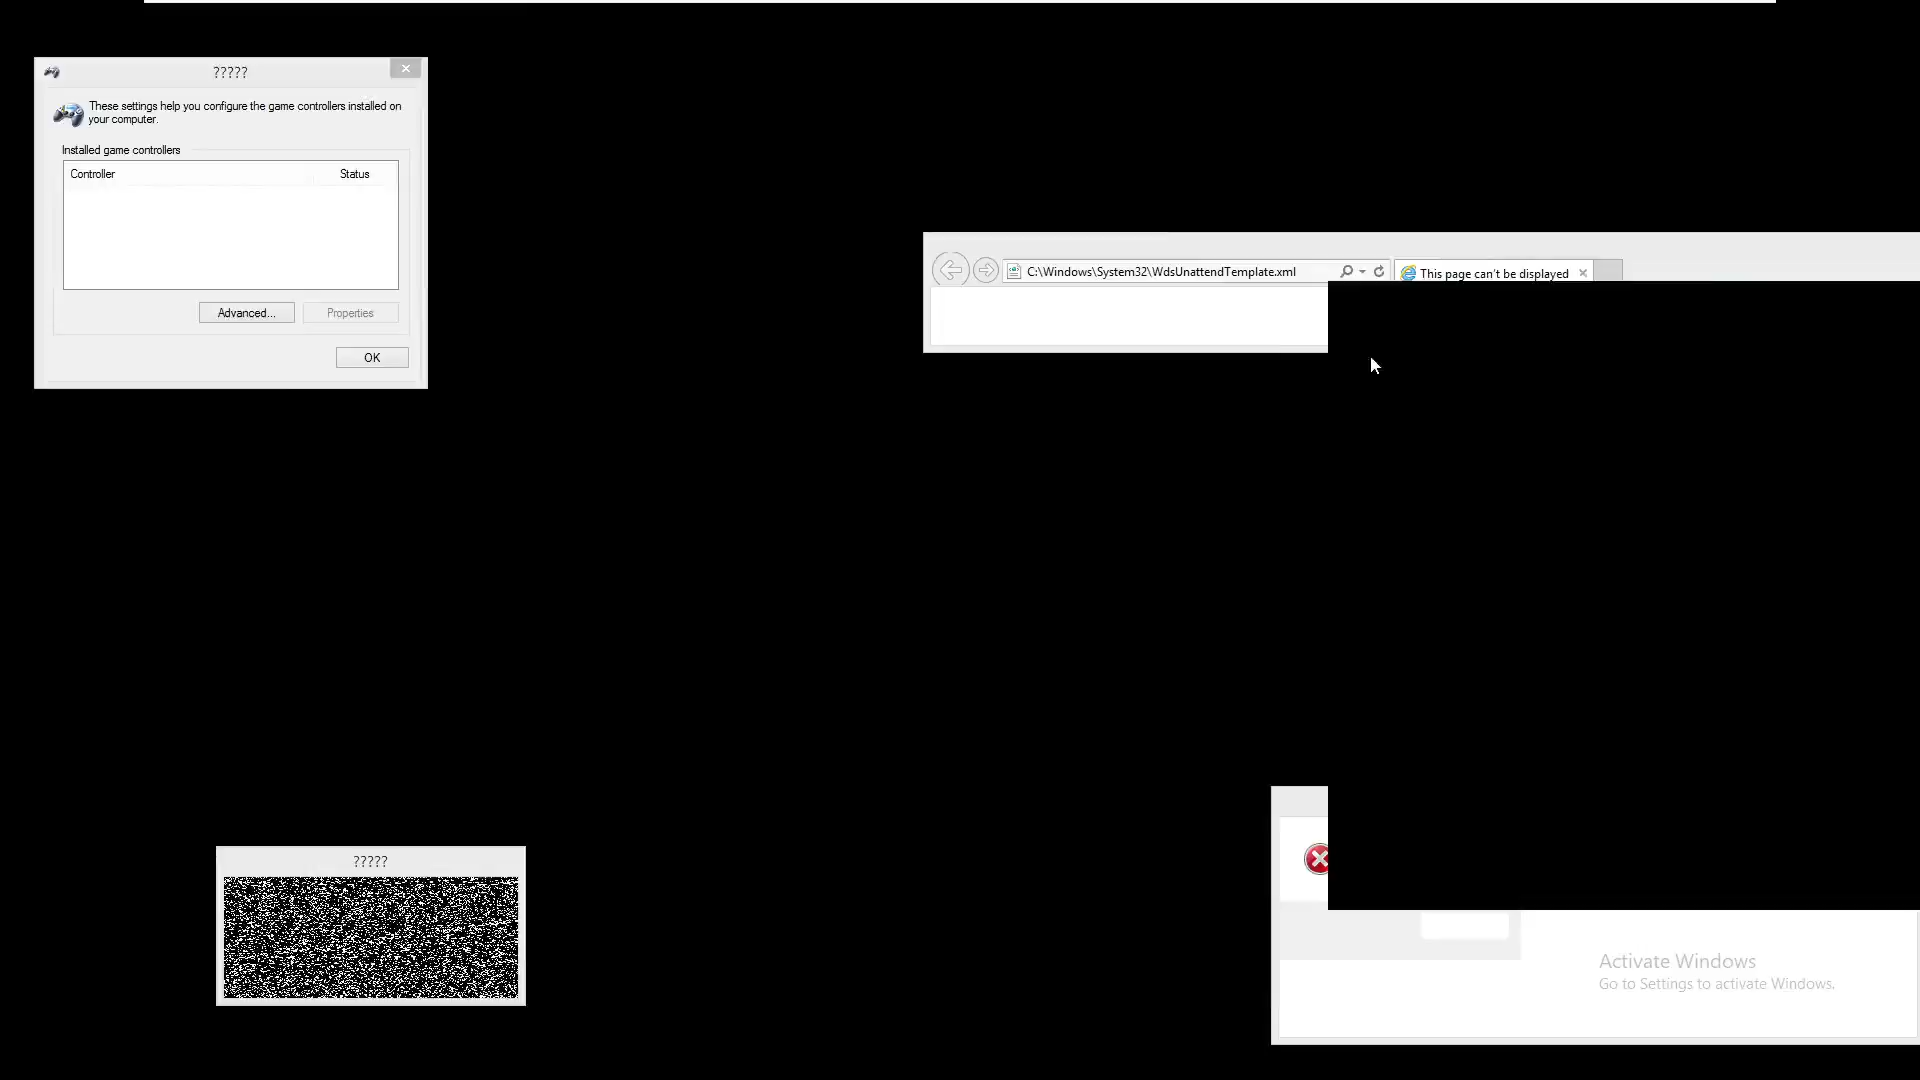 ?????
These settings help you configure the game controllers installed on
your computer.
Installed game controllers
Controller Status
Advanced... Properties
OK
C:\Windows\System32\WdsUnattendTemplate.xml
This page can't be displayed
?????
Activate Windows
Go to Settings to activate Windows.